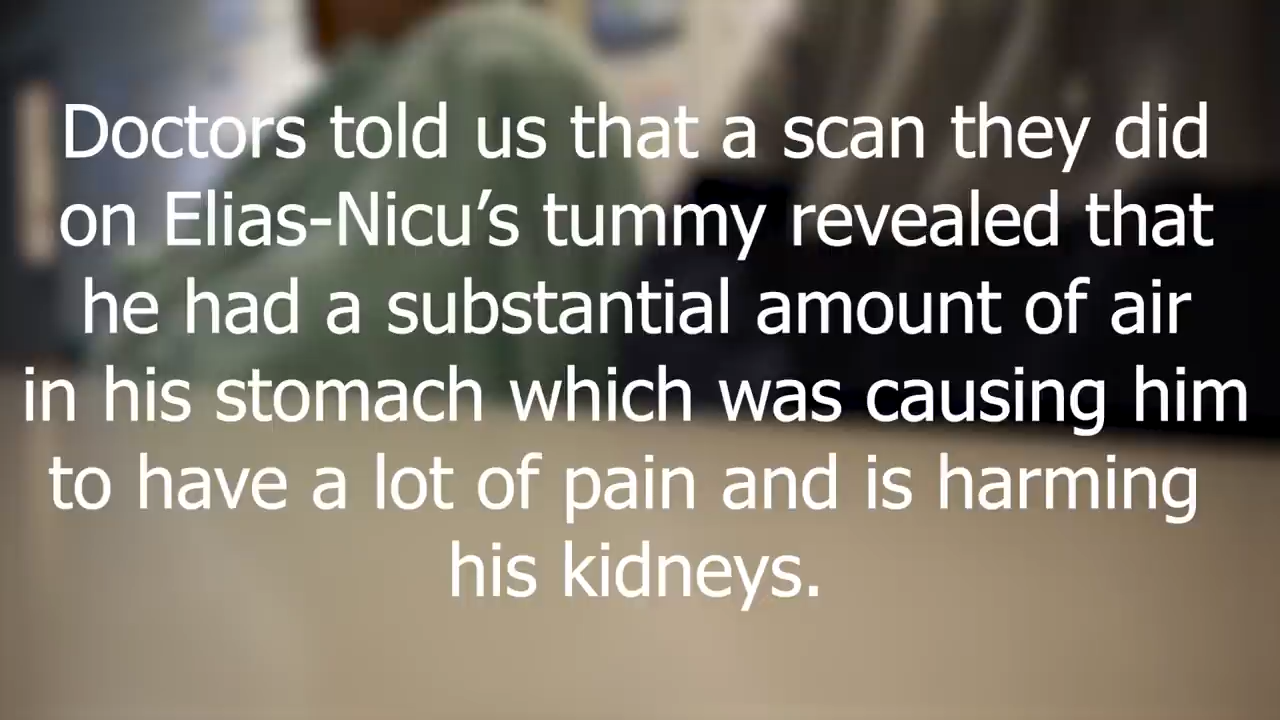 Doctors told us that a scan they did
on Elias-Nicu’s tummy revealed that
he had a substantial amount of air
in his stomach which was causing him
to have a lot of pain and is harming
his kidneys.